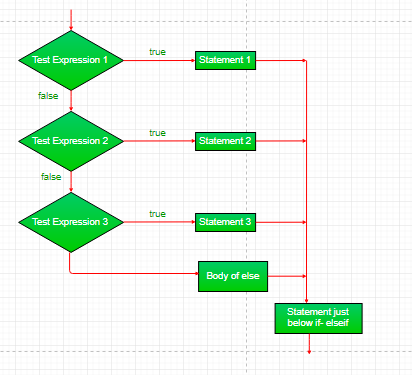 Test Expression 1
true
Statement 1
false
Test Expression 2
true
Statement 2
false
Test Expression 3
true
Statement 3
Body of else
Statement just
below if- elseif